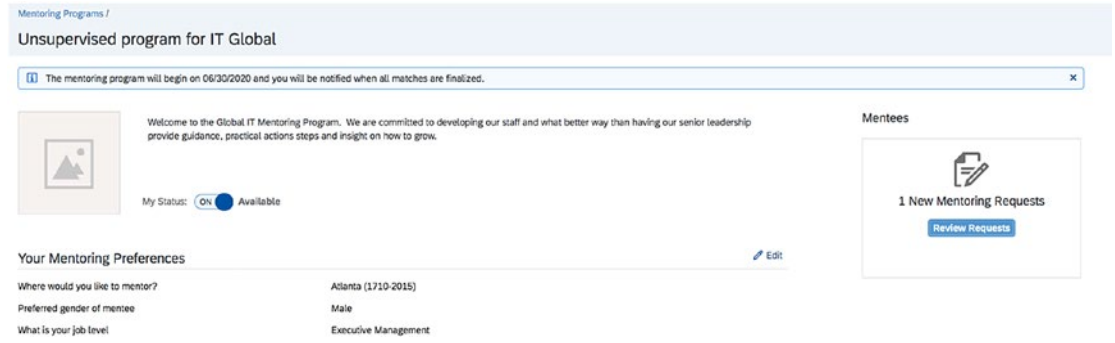 Mentoring Programs /
Unsupervised program for IT Global
The mentoring program will begin on 06/30/2020 and you will be notified when all matches are finalized.
Welcome to the Global IT Mentoring Program. We are committed to developing our staff and what better way than having our senior leadership
provide guidance, practical actions steps and insight on how to grow.
My Status: ON Available
Mentees
1 New Mentoring Requests
Review Requests
Your Mentoring Preferences
Edit
Where would you like to mentor? Atlanta (1710-2015)
Preferred gender of mentee Male
What is your job level Executive Management